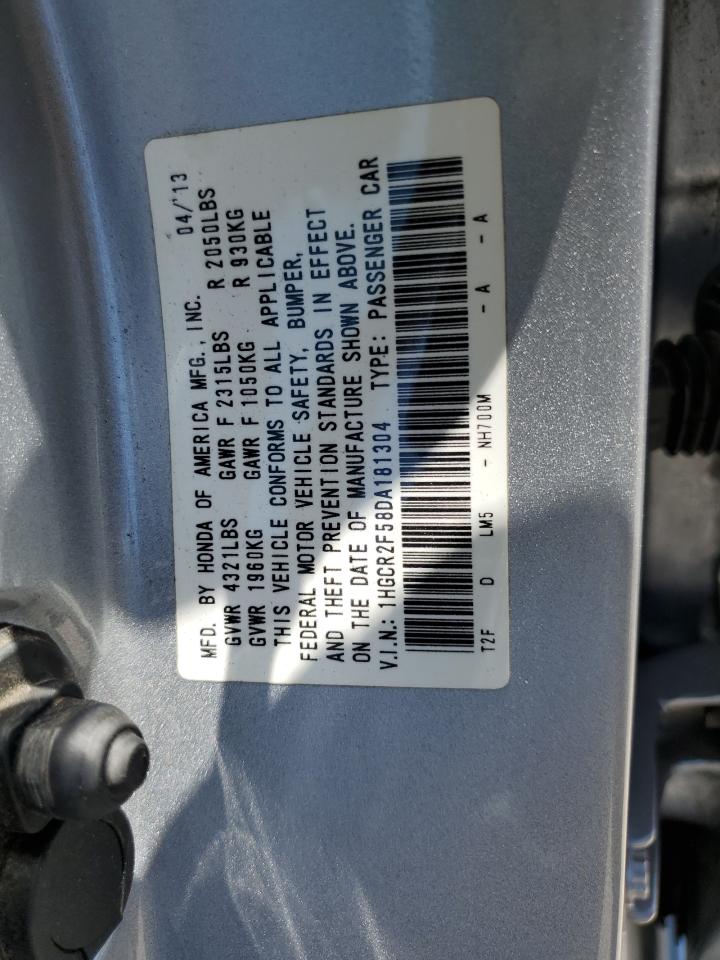 MFD. BY HONDA OF AMERICA MFG., INC. 04/'13
GVWR 4321LBS GAWR F 2315LBS R 2050LBS
GVWR 1960KG GAWR F 1050KG R 930KG
THIS VEHICLE CONFORMS TO ALL APPLICABLE
FEDERAL MOTOR VEHICLE SAFETY, BUMPER,
AND THEFT PREVENTION STANDARDS IN EFFECT
ON THE DATE OF MANUFACTURE SHOWN ABOVE.
V.I.N.: 1HGCR2F58DA181304 TYPE: PASSENGER CAR
T2F D LM5 - NH700M - A - A